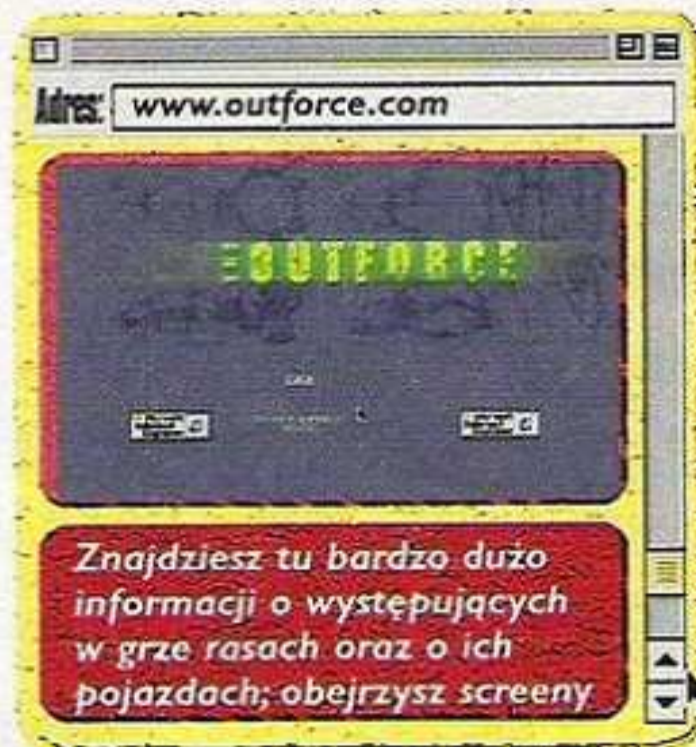 Adres: www.outforce.com
OUTFORCE
Znajdziesz tu bardzo dużo
informacji o występujących
w grze rasach oraz o ich
pojazdach; obejrzysz screeny